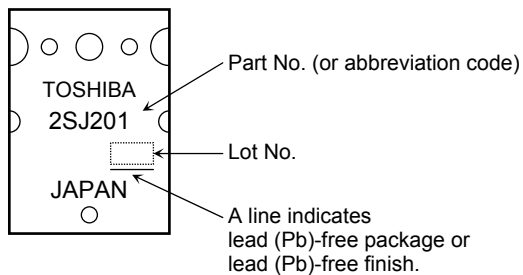 TOSHIBA
2SJ201
JAPAN
Part No. (or abbreviation code)
Lot No.
A line indicates
lead (Pb)-free package or
lead (Pb)-free finish.